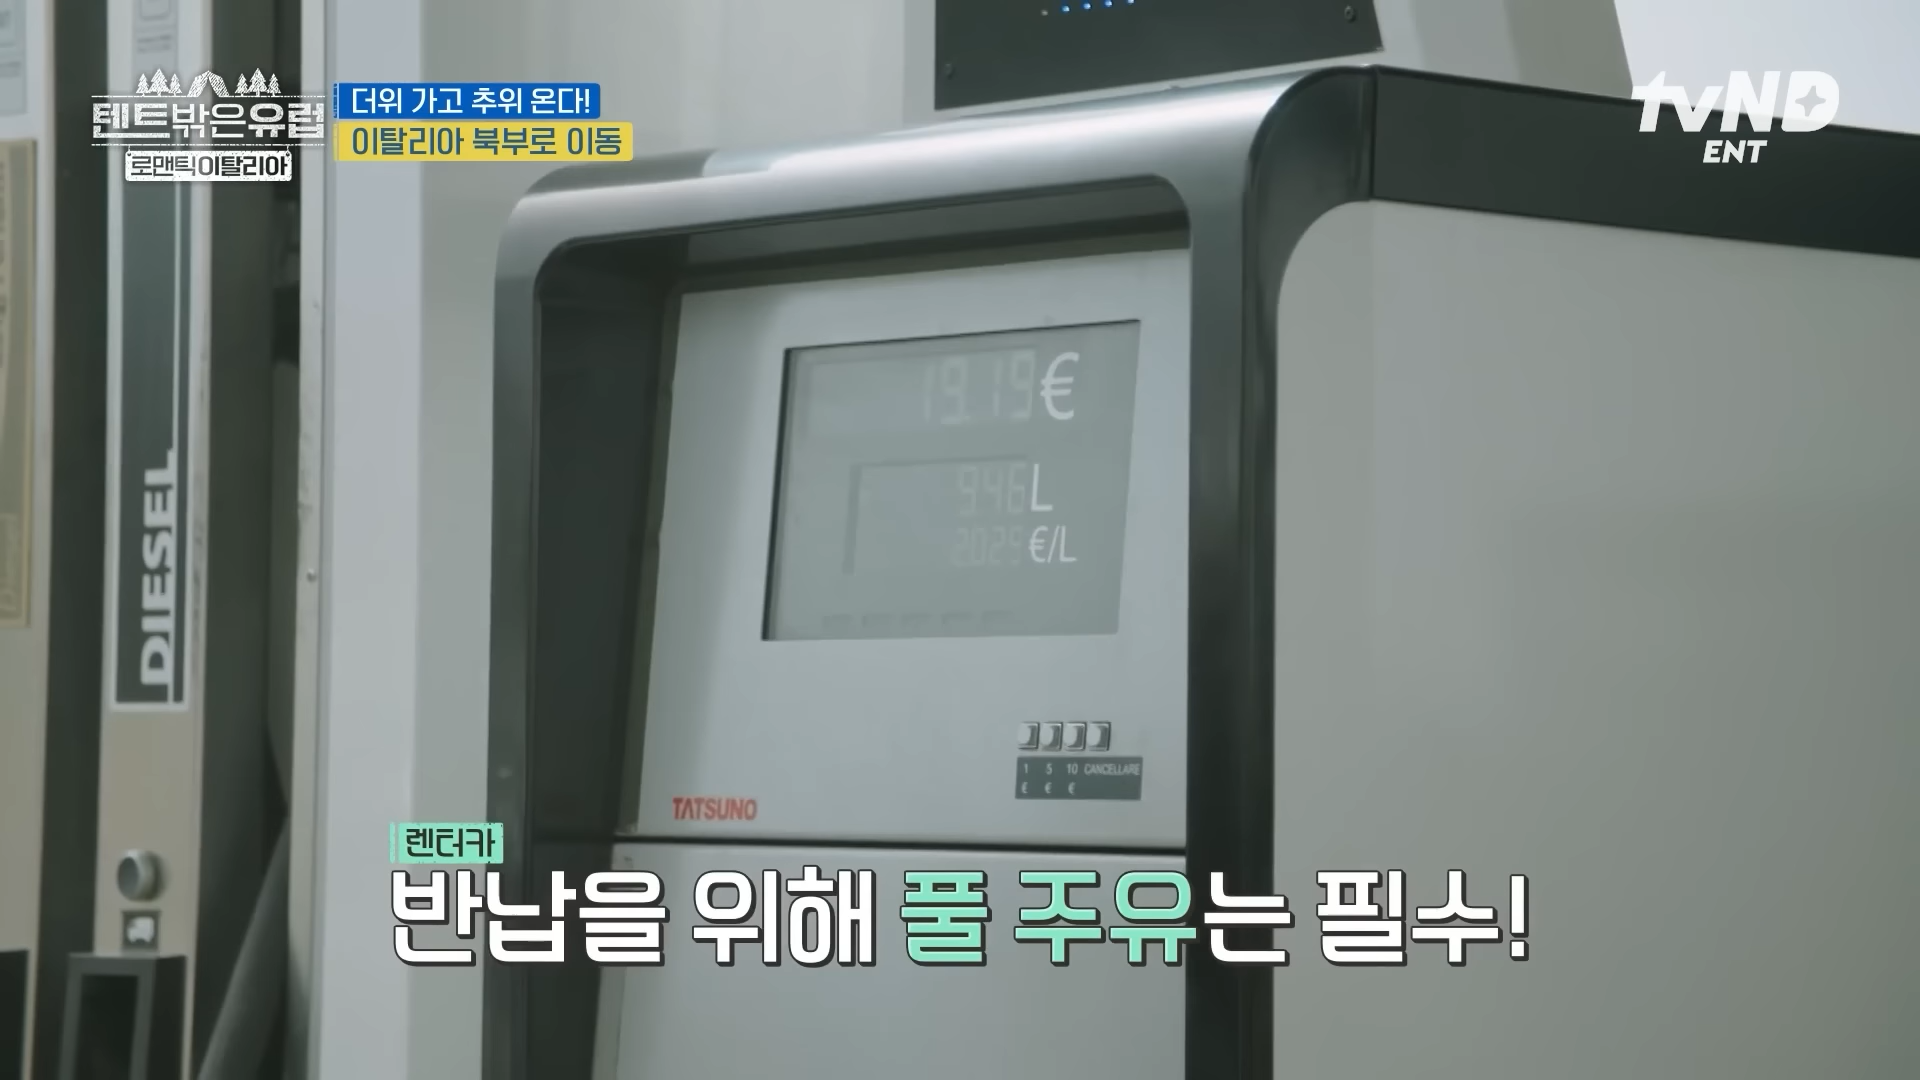 텐트밖은유럽
로맨틱이탈리아
더위 가고 추위 온다!
이탈리아 북부로 이동
tvND
ENT
DIESEL
19.19 €
9.46 L
2.029 €/L
1 5 10 CANCELLARE
€ € €
TATSUNO
렌터카
반납을 위해 풀 주유는 필수!